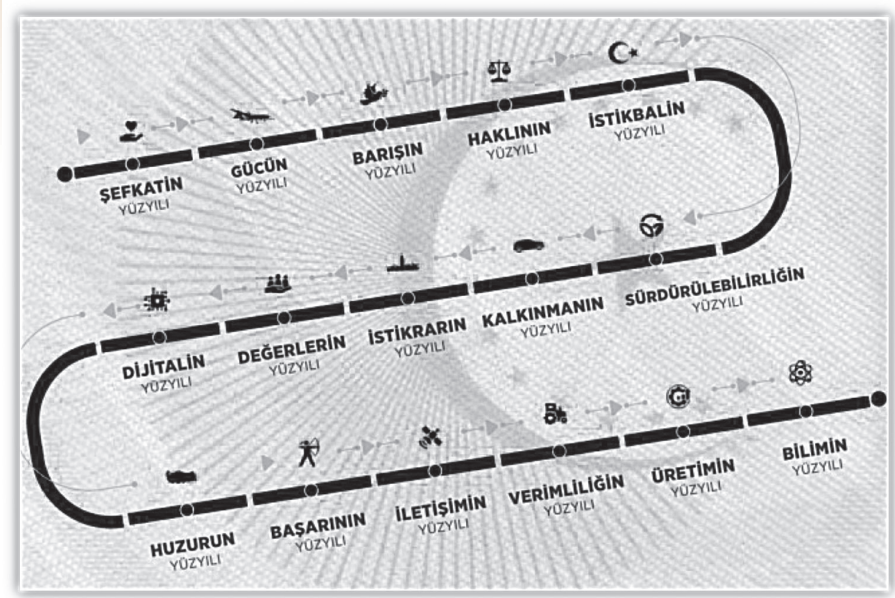 ŞEFKATİN
YÜZYILI
GÜCÜN
YÜZYILI
BARIŞIN
YÜZYILI
HAKLININ
YÜZYILI
İSTİKBALİN
YÜZYILI
SÜRDÜRÜLEBİLİRLİĞİN
YÜZYILI
KALKINMANIN
YÜZYILI
İSTİKRARIN
YÜZYILI
DEĞERLERİN
YÜZYILI
DİJİTALİN
YÜZYILI
HUZURUN
YÜZYILI
BAŞARININ
YÜZYILI
İLETİŞİMİN
YÜZYILI
VERİMLİLİĞİN
YÜZYILI
ÜRETİMİN
YÜZYILI
BİLİMİN
YÜZYILI